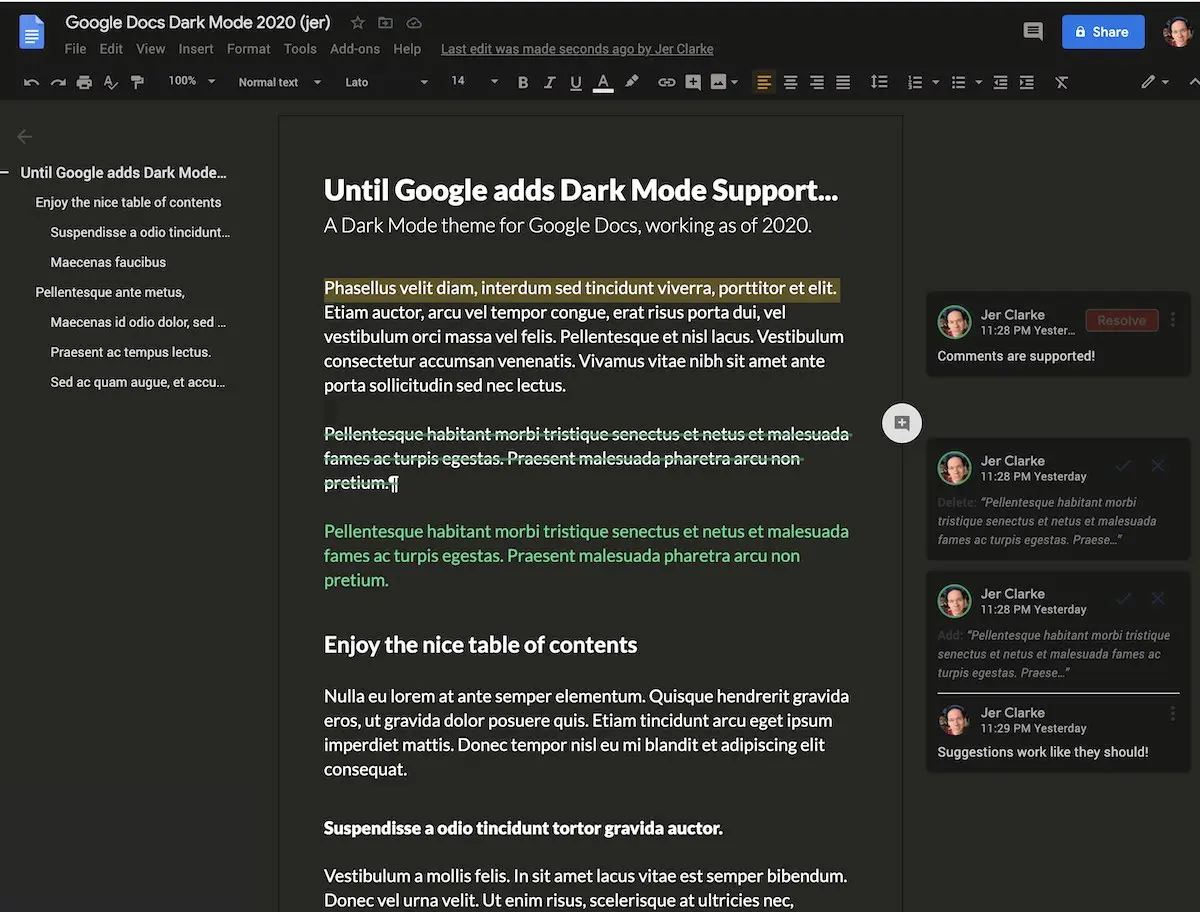 Google Docs Dark Mode 2020 (jer)
Share
File Edit View Insert Format Tools Add-ons Help Last edit was made seconds ago by Jer Clarke
100% Normal text Lato 14 B I U A
Until Google adds Dark Mode...
Enjoy the nice table of contents
Suspendisse a odio tincidunt...
Maecenas faucibus
Pellentesque ante metus,
Maecenas id odio dolor, sed ...
Praesent ac tempus lectus.
Sed ac quam augue, et accu...
Until Google adds Dark Mode Support...
A Dark Mode theme for Google Docs, working as of 2020.
Phasellus velit diam, interdum sed tincidunt viverra, porttitor et elit.
Etiam auctor, arcu vel tempor congue, erat risus porta dui, vel
vestibulum orci massa vel felis. Pellentesque et nisl lacus. Vestibulum
consectetur accumsan venenatis. Vivamus vitae nibh sit amet ante
porta sollicitudin sed nec lectus.
Pellentesque habitant morbi tristique senectus et netus et malesuada
fames ac turpis egestas. Praesent malesuada pharetra arcu non
pretium.¶
Pellentesque habitant morbi tristique senectus et netus et malesuada
fames ac turpis egestas. Praesent malesuada pharetra arcu non
pretium.
Enjoy the nice table of contents
Nulla eu lorem at ante semper elementum. Quisque hendrerit gravida
eros, ut gravida dolor posuere quis. Etiam tincidunt arcu eget ipsum
imperdiet mattis. Donec tempor nisl eu mi blandit et adipiscing elit
consequat.
Suspendisse a odio tincidunt tortor gravida auctor.
Vestibulum a mollis felis. In sit amet lacus vitae est semper bibendum.
Donec vel urna velit. Ut enim risus, scelerisque at ultricies nec,
Jer Clarke
11:28 PM Yester...
Resolve
Comments are supported!
Jer Clarke
11:28 PM Yesterday
Delete: “Pellentesque habitant morbi
tristique senectus et netus et malesuada
fames ac turpis egestas. Praese…”
Jer Clarke
11:28 PM Yesterday
Add: “Pellentesque habitant morbi tristique
senectus et netus et malesuada fames ac
turpis egestas. Praese…”
Jer Clarke
11:29 PM Yesterday
Suggestions work like they should!